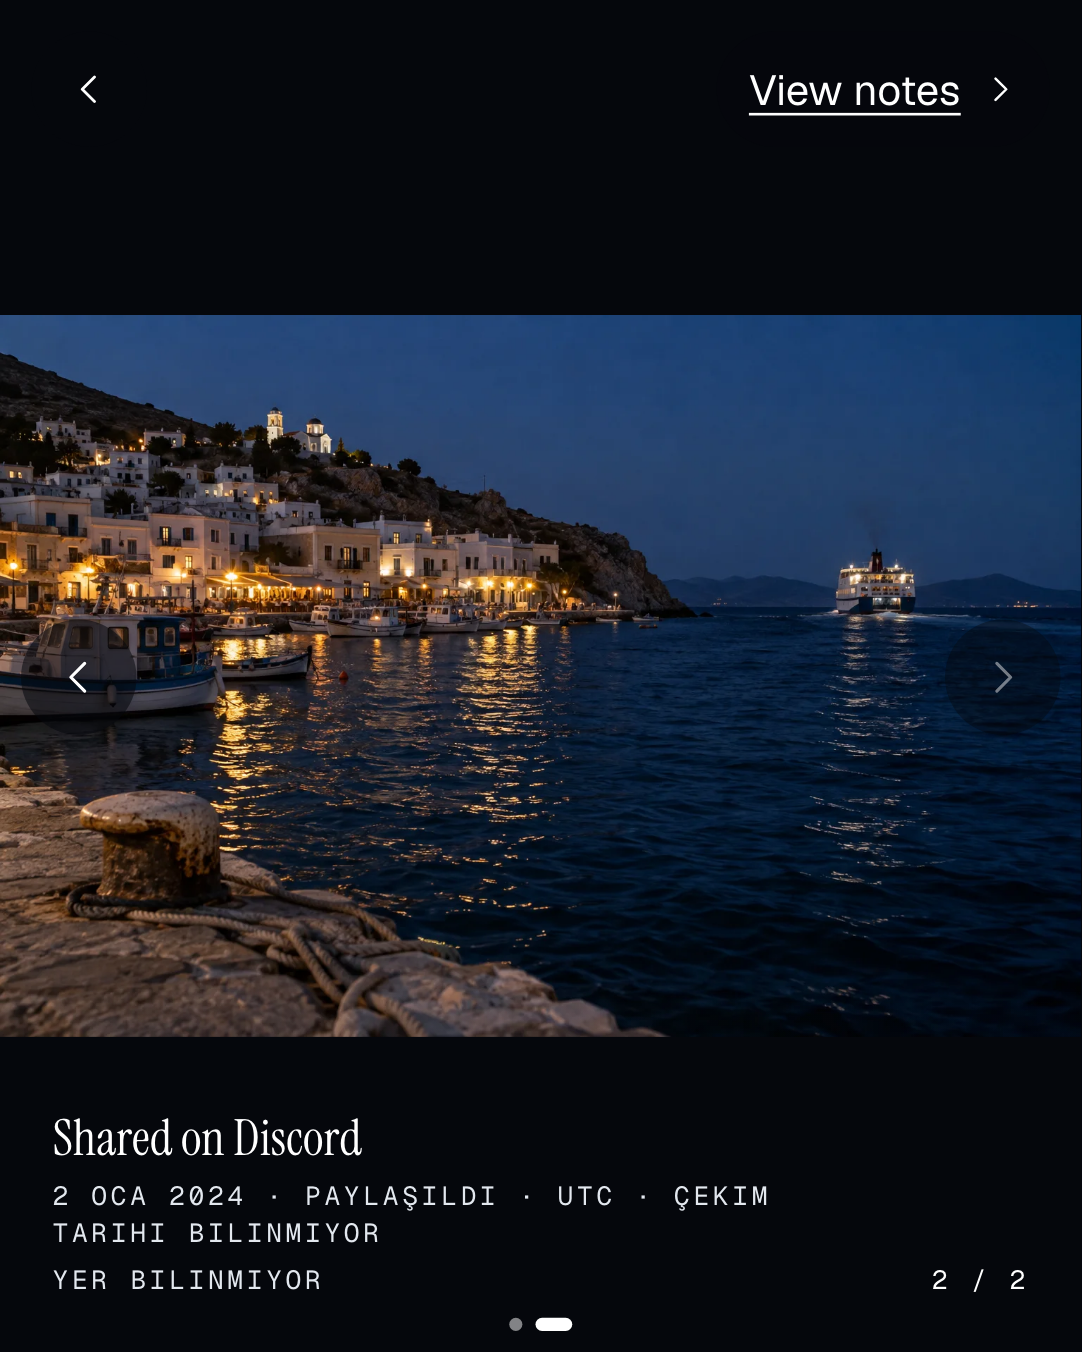 View notes
Shared on Discord
2 OCA 2024 · PAYLAŞILDI · UTC · ÇEKIM
TARIHI BILINMIYOR
YER BILINMIYOR
2 / 2